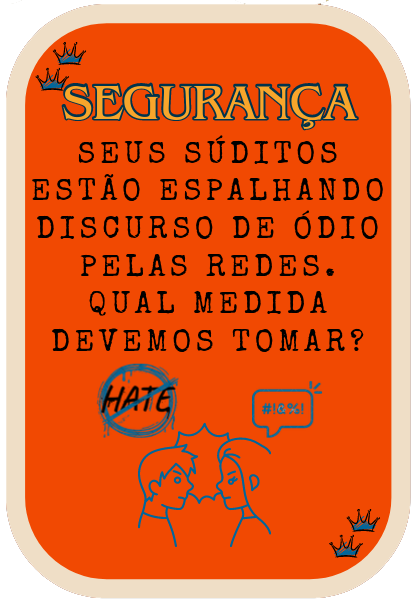 SEGURANÇA
SEUS SÚDITOS
ESTÃO ESPALHANDO
DISCURSO DE ÓDIO
PELAS REDES.
QUAL MEDIDA
DEVEMOS TOMAR?
HATE
#!@%!